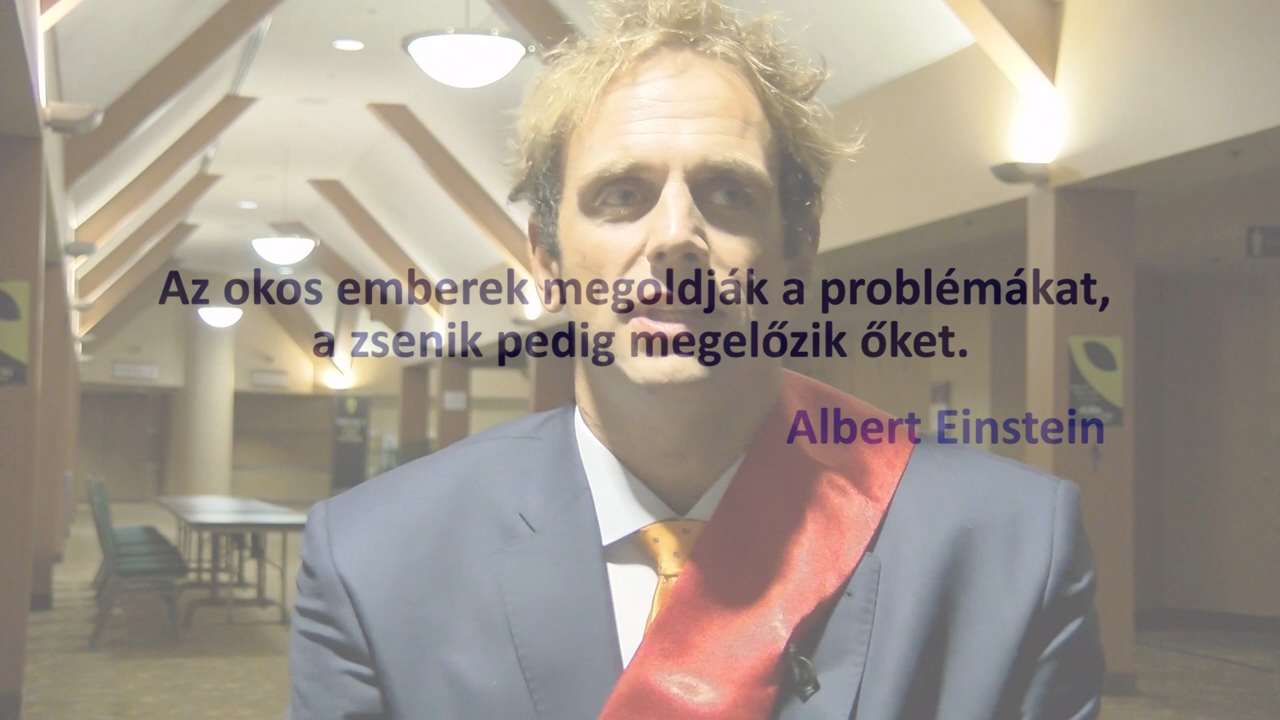 Az okos emberek megoldják a problémákat,
a zsenik pedig megelőzik őket.
Albert Einstein